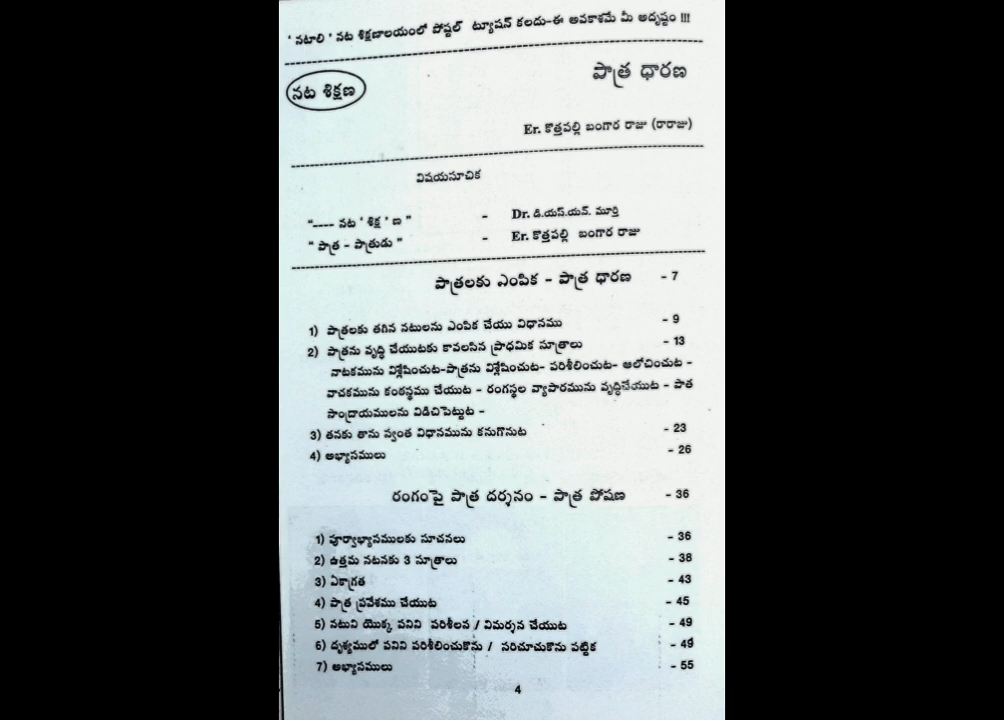 ' నటాలి ' నట శిక్షణాలయంలో పోస్టల్ ట్యూషన్ కలదు-ఈ అవకాశమే మీ అదృష్టం !!!
పాత్ర ధారణ
నట శిక్షణ
Er. కొత్తపల్లి బంగార రాజు (రారాజు)
విషయసూచిక
"---- నట ' శిక్ష ' ణ " - Dr. డి.యస్.యన్. మూర్తి
" పాత్ర - పాత్రుడు " - Er. కొత్తపల్లి బంగార రాజు
పాత్రలకు ఎంపిక - పాత్ర ధారణ - 7
1) పాత్రలకు తగిన నటులను ఎంపిక చేయు విధానము - 9
2) పాత్రను వృద్ధి చేయుటకు కావలసిన ప్రాధమిక సూత్రాలు - 13
నాటకమును విశ్లేషించుట-పాత్రను విశ్లేషించుట- పరిశీలించుట- ఆలోచించుట -
వాచకమును కంఠస్థము చేయుట - రంగస్థల వ్యాపారమును వృద్ధిచేయుట - పాత
సాంద్రాయములను విడిచిపెట్టుట -
3) తనకు తాను స్వంత విధానమును కనుగొనుట - 23
4) అభ్యాసములు - 26
రంగంపై పాత్ర దర్శనం - పాత్ర పోషణ - 36
1) పూర్వాభ్యాసములకు సూచనలు - 36
2) ఉత్తమ నటనకు 3 సూత్రాలు - 38
3) ఏకాగ్రత - 43
4) పాత్ర ప్రవేశము చేయుట - 45
5) నటుని యొక్క పనిని పరిశీలన / విమర్శన చేయుట - 49
6) దృశ్యములో పనిని పరిశీలించుకొను / సరిచూచుకొను పట్టిక - 49
7) అభ్యాసములు - 55
4